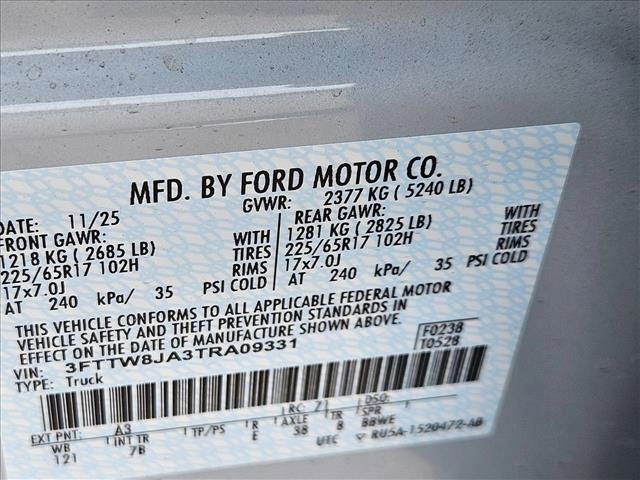 MFD. BY FORD MOTOR CO.
DATE: 11/25 GVWR: 2377 KG ( 5240 LB)
FRONT GAWR: REAR GAWR:
1218 KG ( 2685 LB) WITH 1281 KG ( 2825 LB) WITH
225/65R17 102H TIRES 225/65R17 102H TIRES
17x7.0J RIMS 17x7.0J RIMS
AT 240 kPa/ 35 PSI COLD AT 240 kPa/ 35 PSI COLD
THIS VEHICLE CONFORMS TO ALL APPLICABLE FEDERAL MOTOR
VEHICLE SAFETY AND THEFT PREVENTION STANDARDS IN
EFFECT ON THE DATE OF MANUFACTURE SHOWN ABOVE.
VIN: 3FTTW8JA3TRA09331 F0238
TYPE: Truck T0528
RC: 71 DSO:
EXT PNT: A3
WB INT TR TP/PS R AXLE TR SPR
121 7B E 38 8 BBWE
UTC RU5A-1520472-AB